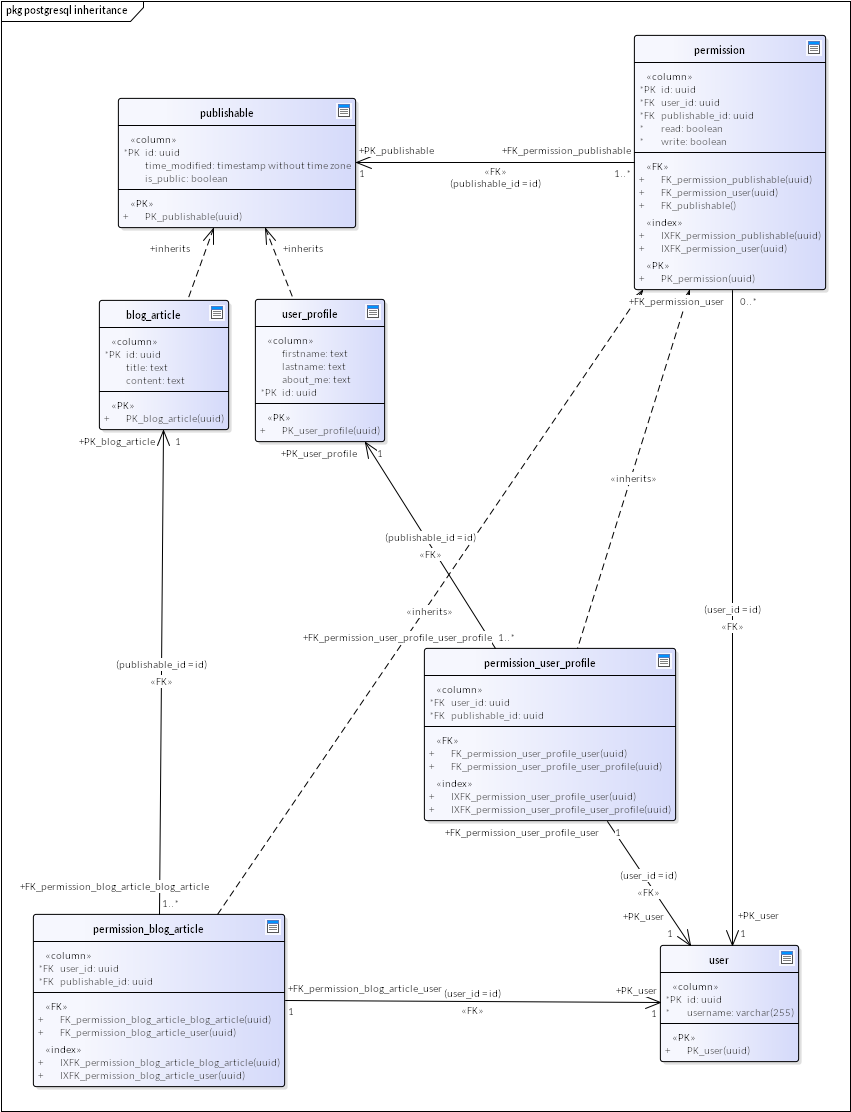 pkg postgresql inheritance
permission
«column»
*PK id: uuid
*FK user_id: uuid
*FK publishable_id: uuid
* read: boolean
* write: boolean
«FK»
+ FK_permission_publishable(uuid)
+ FK_permission_user(uuid)
+ FK_publishable()
«index»
+ IXFK_permission_publishable(uuid)
+ IXFK_permission_user(uuid)
«PK»
+ PK_permission(uuid)
publishable
«column»
*PK id: uuid
time_modified: timestamp without time zone
is_public: boolean
«PK»
+ PK_publishable(uuid)
+PK_publishable
+FK_permission_publishable
1
«FK»
1..*
(publishable_id = id)
+inherits
+inherits
blog_article
«column»
*PK id: uuid
title: text
content: text
«PK»
+ PK_blog_article(uuid)
user_profile
«column»
firstname: text
lastname: text
about_me: text
*PK id: uuid
«PK»
+ PK_user_profile(uuid)
+FK_permission_user
0..*
+PK_blog_article
1
+PK_user_profile
1
«inherits»
(publishable_id = id)
«FK»
«inherits»
(user_id = id)
«FK»
+FK_permission_user_profile_user_profile
1..*
(publishable_id = id)
«FK»
permission_user_profile
«column»
*FK user_id: uuid
*FK publishable_id: uuid
«FK»
+ FK_permission_user_profile_user(uuid)
+ FK_permission_user_profile_user_profile(uuid)
«index»
+ IXFK_permission_user_profile_user(uuid)
+ IXFK_permission_user_profile_user_profile(uuid)
+FK_permission_user_profile_user
1
(user_id = id)
«FK»
+PK_user
1
+PK_user
1
+FK_permission_blog_article_blog_article
1..*
permission_blog_article
«column»
*FK user_id: uuid
*FK publishable_id: uuid
«FK»
+ FK_permission_blog_article_blog_article(uuid)
+ FK_permission_blog_article_user(uuid)
«index»
+ IXFK_permission_blog_article_blog_article(uuid)
+ IXFK_permission_blog_article_user(uuid)
+FK_permission_blog_article_user
(user_id = id)
+PK_user
1
«FK»
1
user
«column»
*PK id: uuid
* username: varchar(255)
«PK»
+ PK_user(uuid)